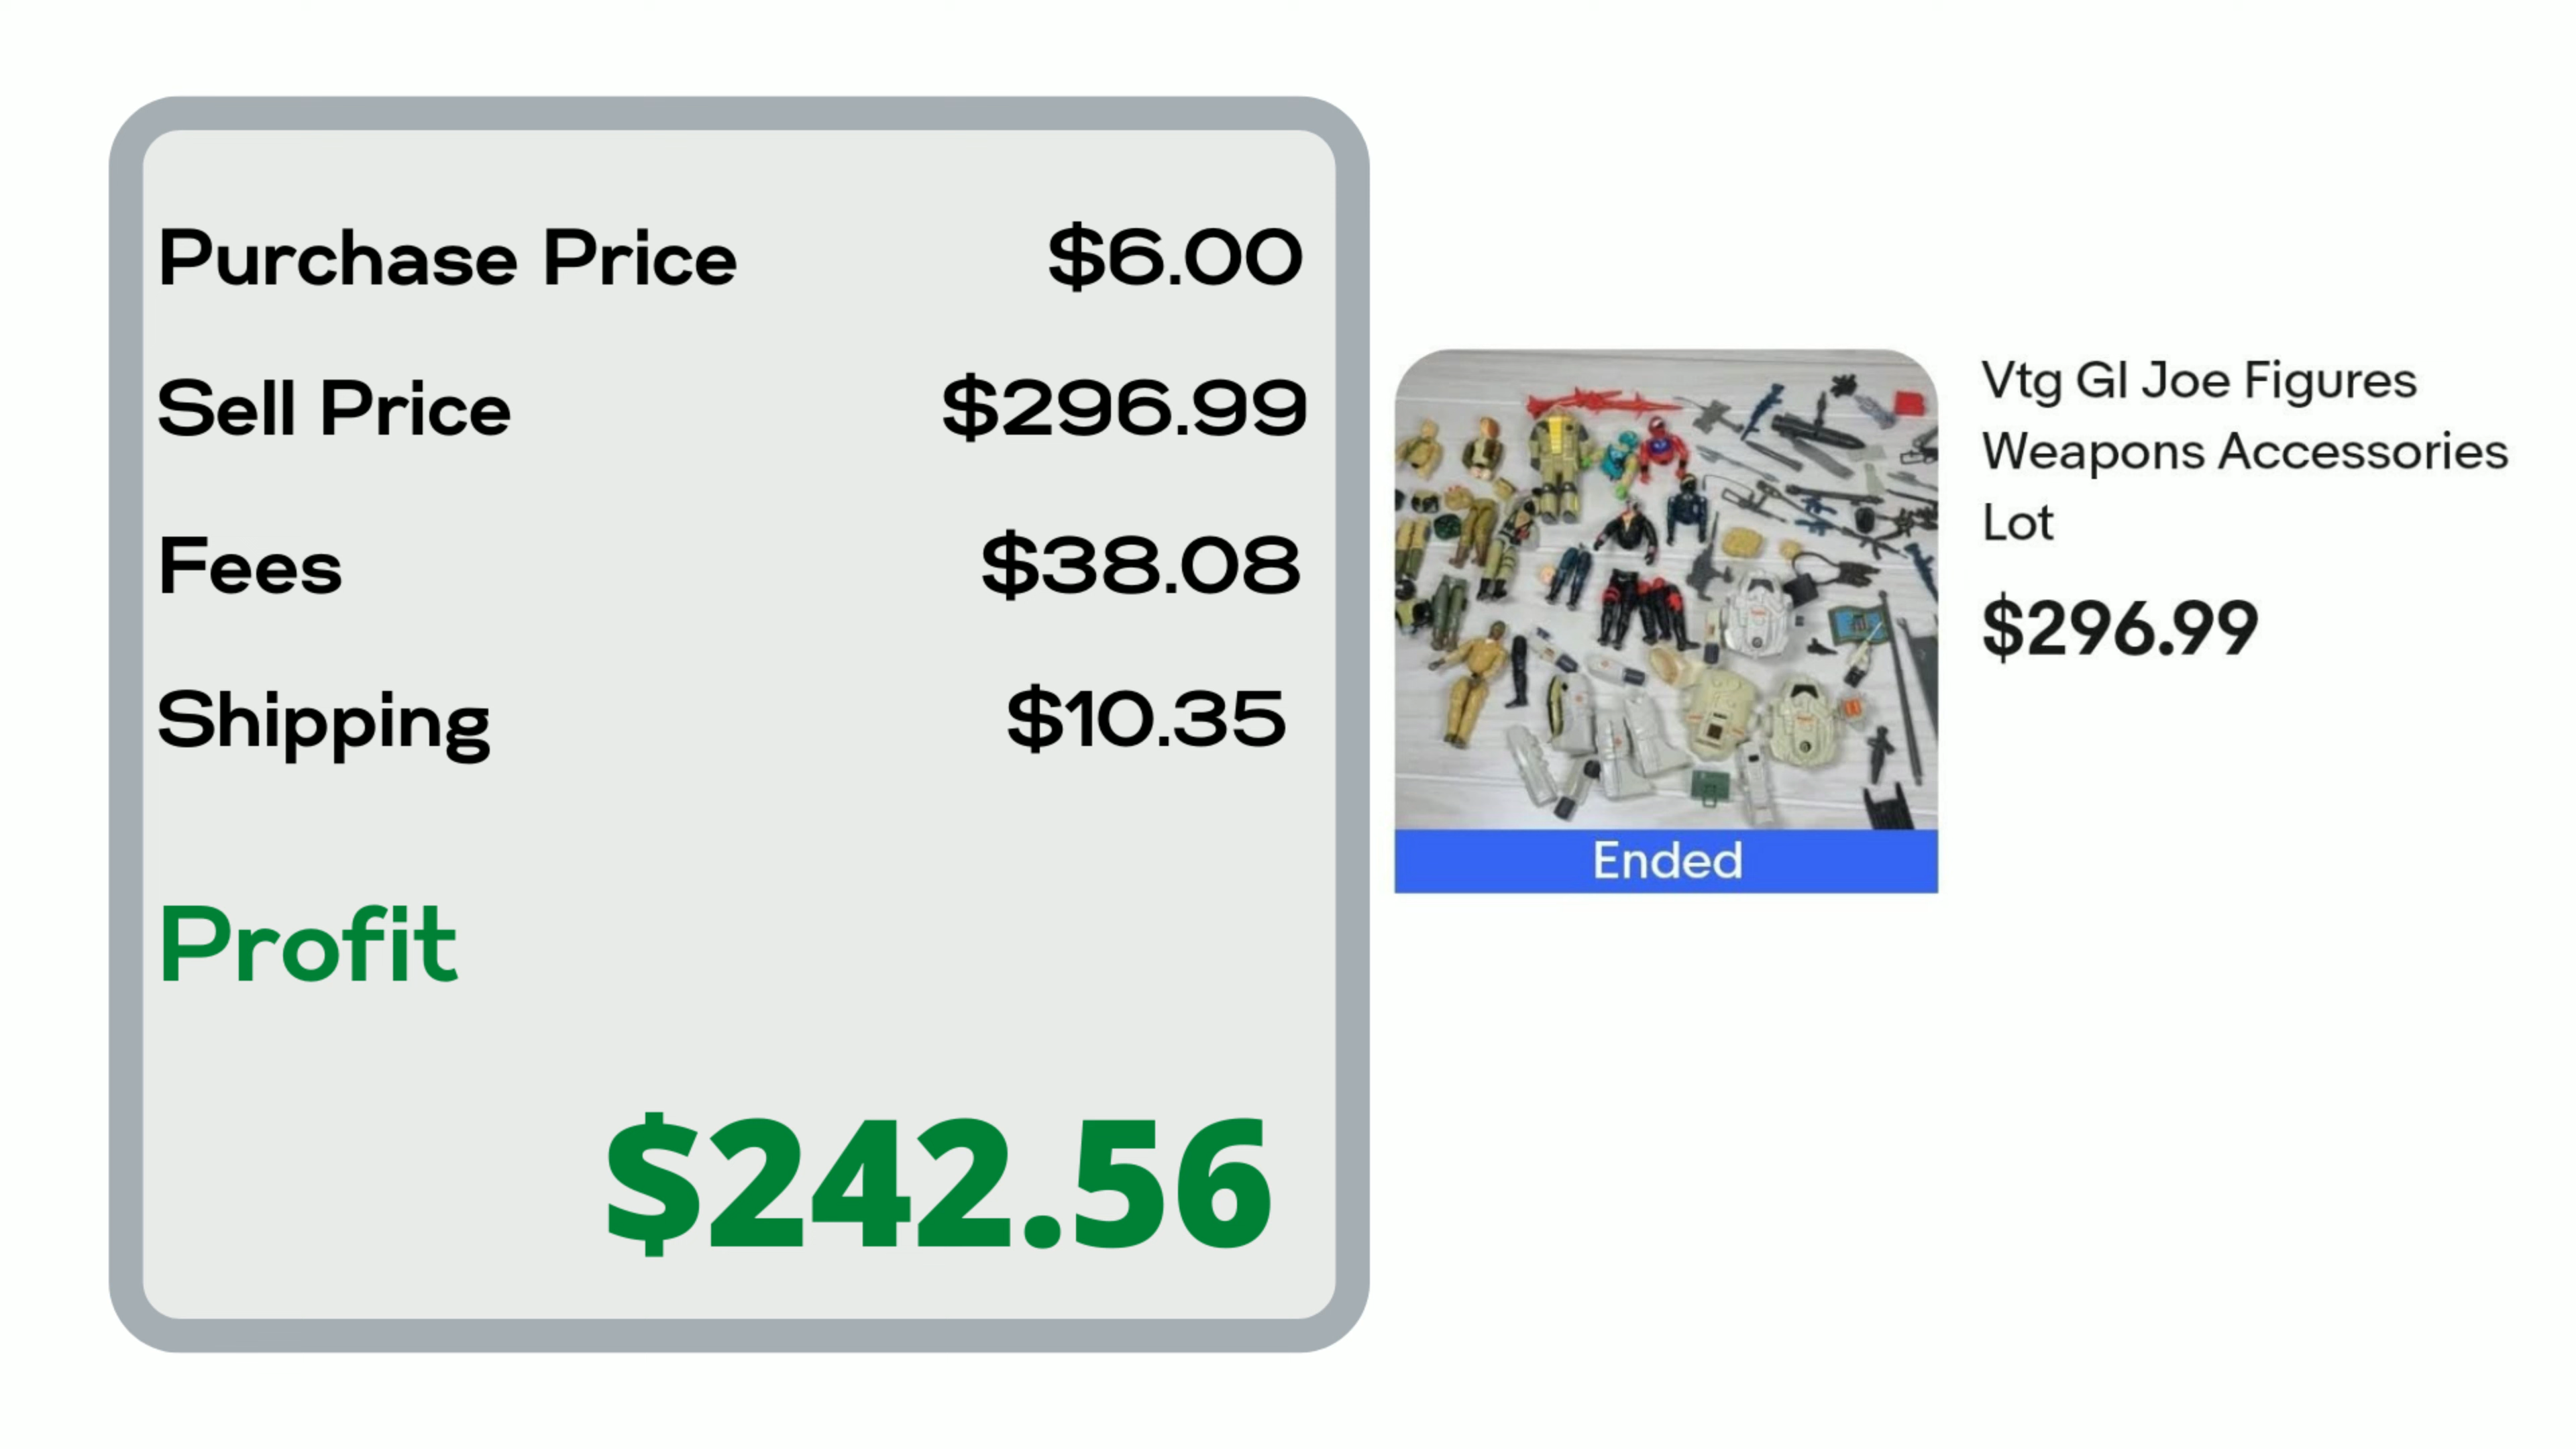 Purchase Price $6.00
Sell Price $296.99
Fees $38.08
Shipping $10.35
Profit
$242.56
Vtg GI Joe Figures
Weapons Accessories
Lot
$296.99
Ended